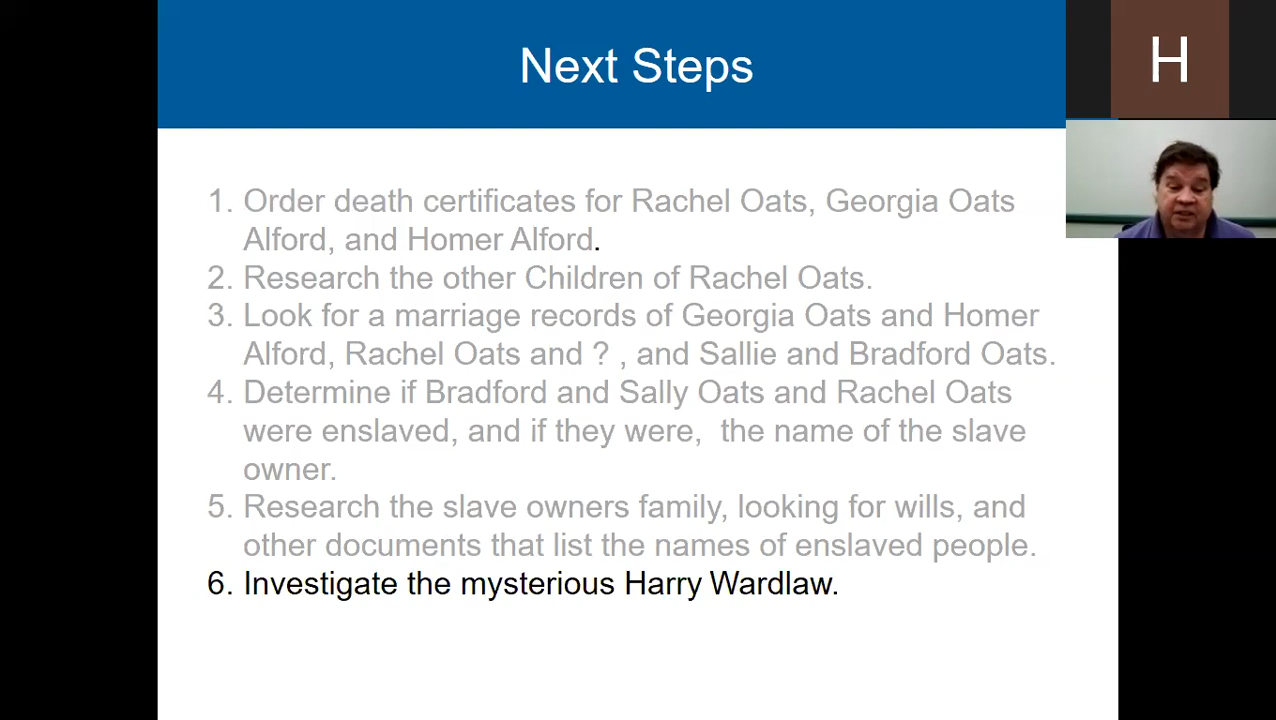 Next Steps
H
1. Order death certificates for Rachel Oats, Georgia Oats
Alford, and Homer Alford.
2. Research the other Children of Rachel Oats.
3. Look for a marriage records of Georgia Oats and Homer
Alford, Rachel Oats and ? , and Sallie and Bradford Oats.
4. Determine if Bradford and Sally Oats and Rachel Oats
were enslaved, and if they were,  the name of the slave
owner.
5. Research the slave owners family, looking for wills, and
other documents that list the names of enslaved people.
6. Investigate the mysterious Harry Wardlaw.